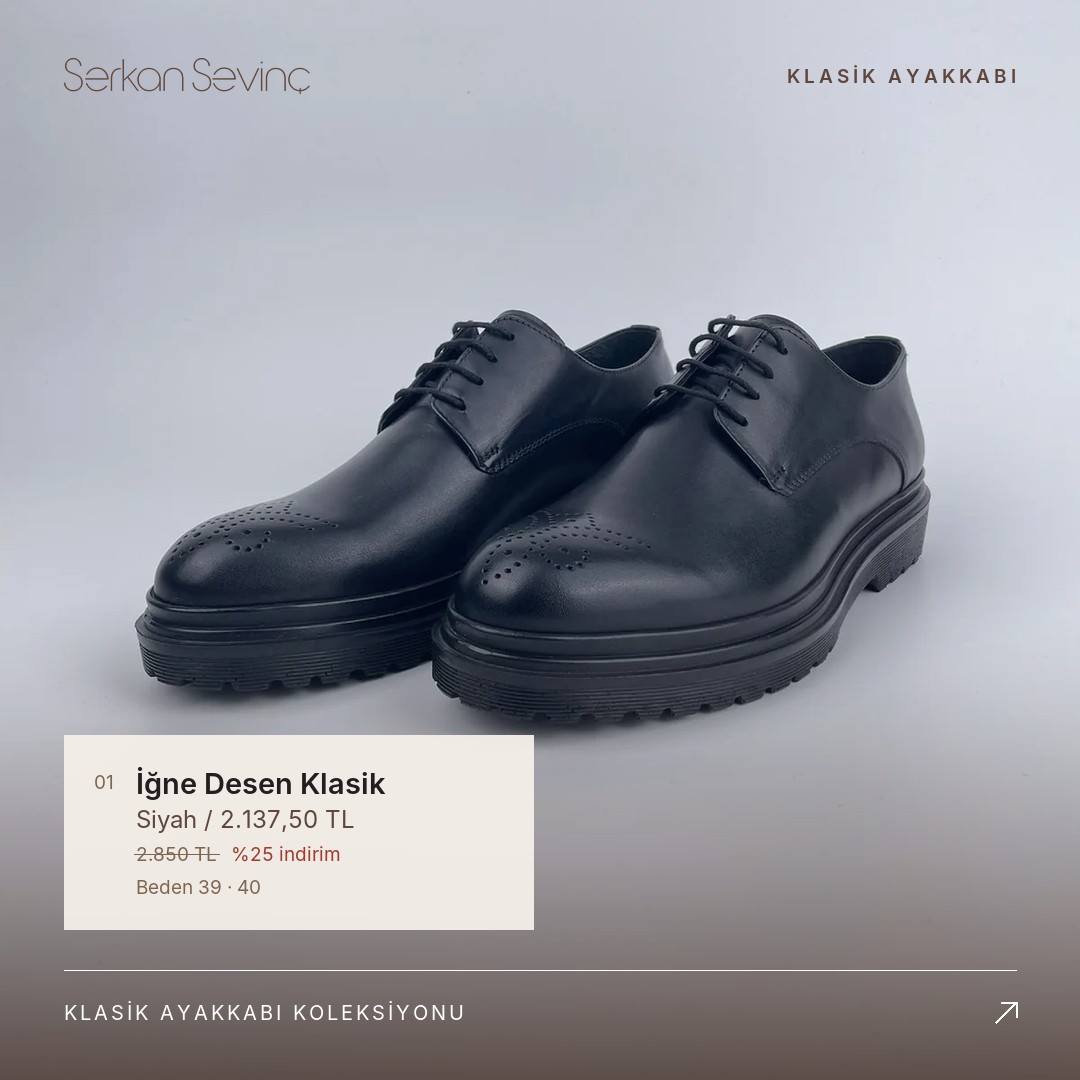 Serkan Sevinç
KLASİK AYAKKABI
01 İğne Desen Klasik
Siyah / 2.137,50 TL
2.850 TL %25 indirim
Beden 39 · 40
KLASİK AYAKKABI KOLEKSİYONU